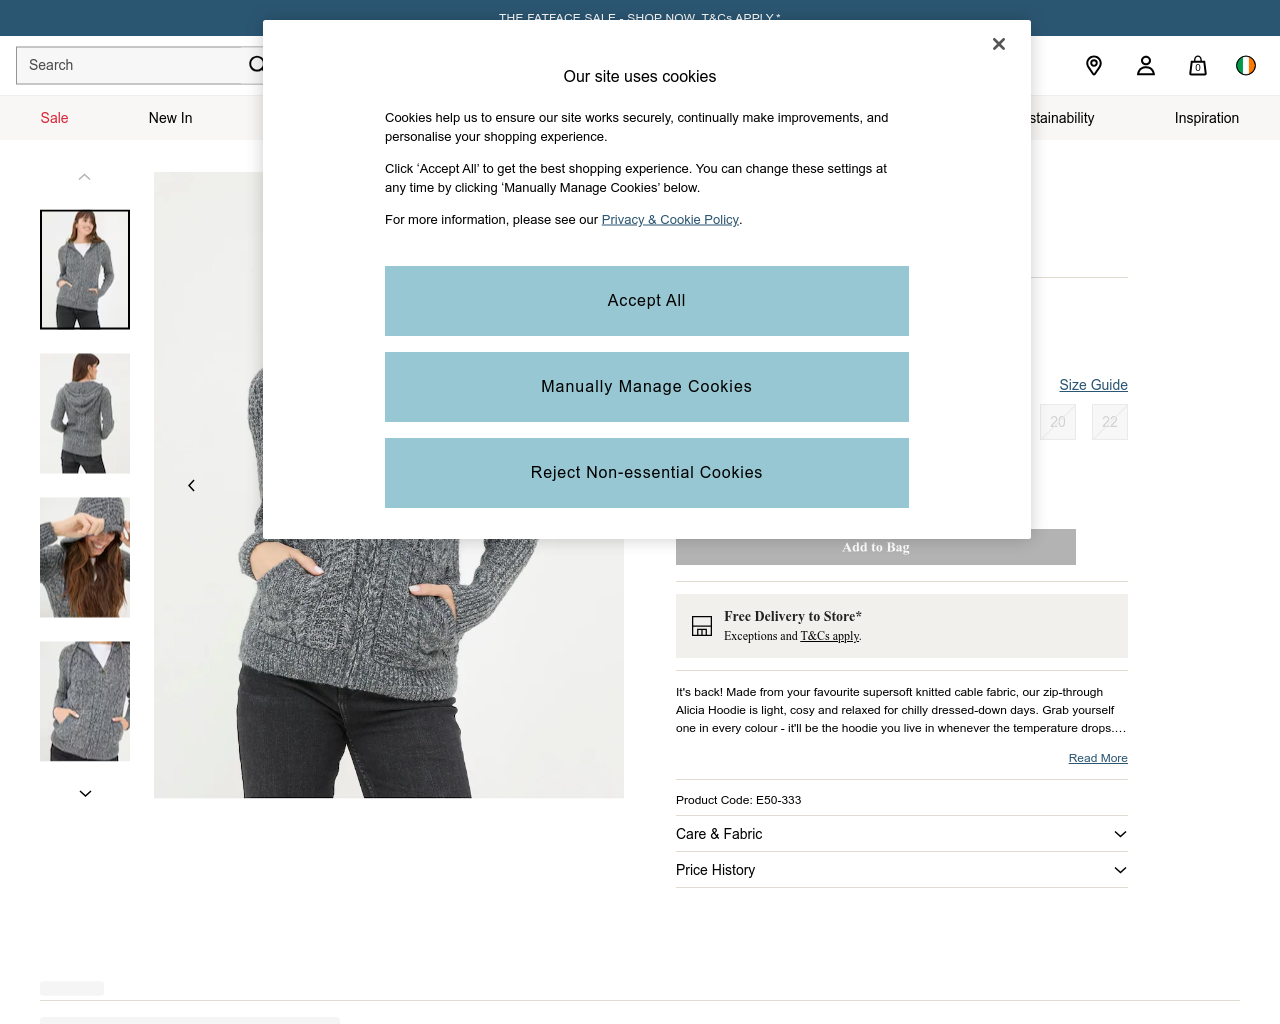 THE FATFACE SALE - SHOP NOW. T&Cs APPLY.*
Search
0
Sale
New In
stainability
Inspiration
Our site uses cookies
Cookies help us to ensure our site works securely, continually make improvements, and
personalise your shopping experience.
Click ‘Accept All’ to get the best shopping experience. You can change these settings at
any time by clicking ‘Manually Manage Cookies’ below.
For more information, please see our Privacy & Cookie Policy.
Accept All
Manually Manage Cookies
Reject Non-essential Cookies
Size Guide
20
22
Add to Bag
Free Delivery to Store*
Exceptions and T&Cs apply.
It's back! Made from your favourite supersoft knitted cable fabric, our zip-through
Alicia Hoodie is light, cosy and relaxed for chilly dressed-down days. Grab yourself
one in every colour - it'll be the hoodie you live in whenever the temperature drops....
Read More
Product Code: E50-333
Care & Fabric
Price History